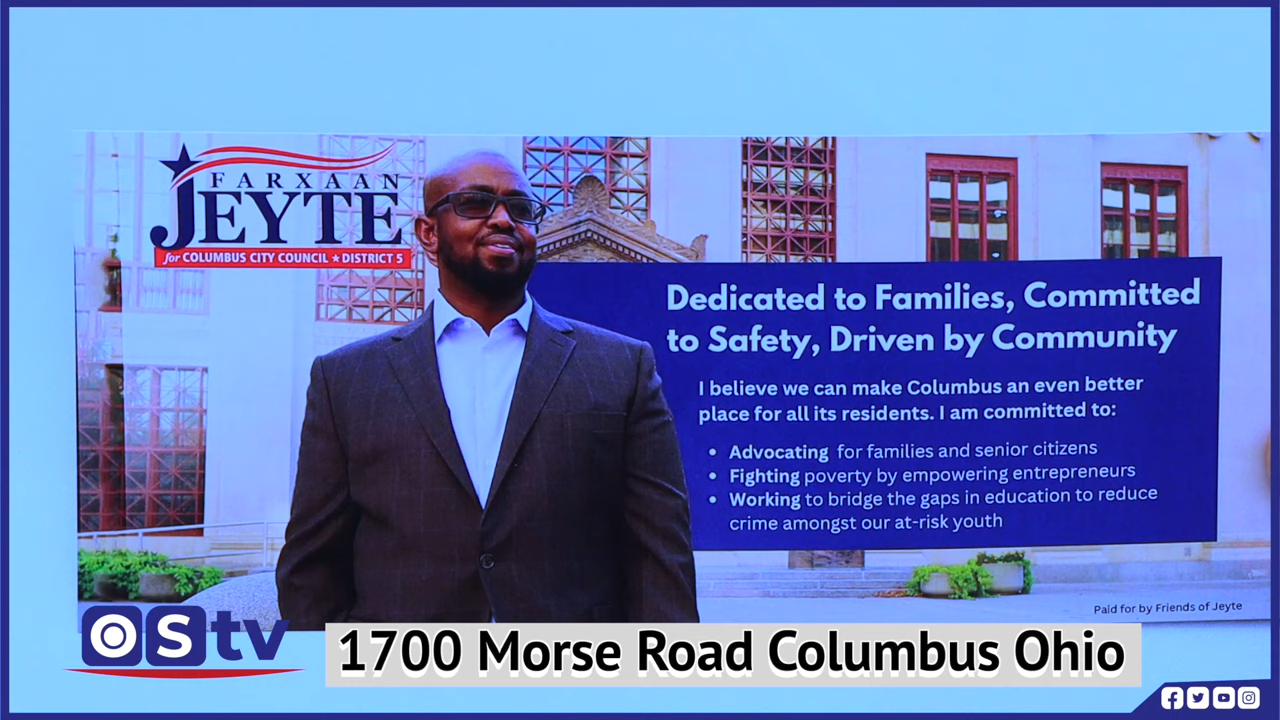 FARXAAN
JEYTE
for COLUMBUS CITY COUNCIL ★ DISTRICT 5
Dedicated to Families, Committed
to Safety, Driven by Community
I believe we can make Columbus an even better
place for all its residents. I am committed to:
• Advocating for families and senior citizens
• Fighting poverty by empowering entrepreneurs
• Working to bridge the gaps in education to reduce
crime amongst our at-risk youth
Paid for by Friends of Jeyte
OStv
1700 Morse Road Columbus Ohio